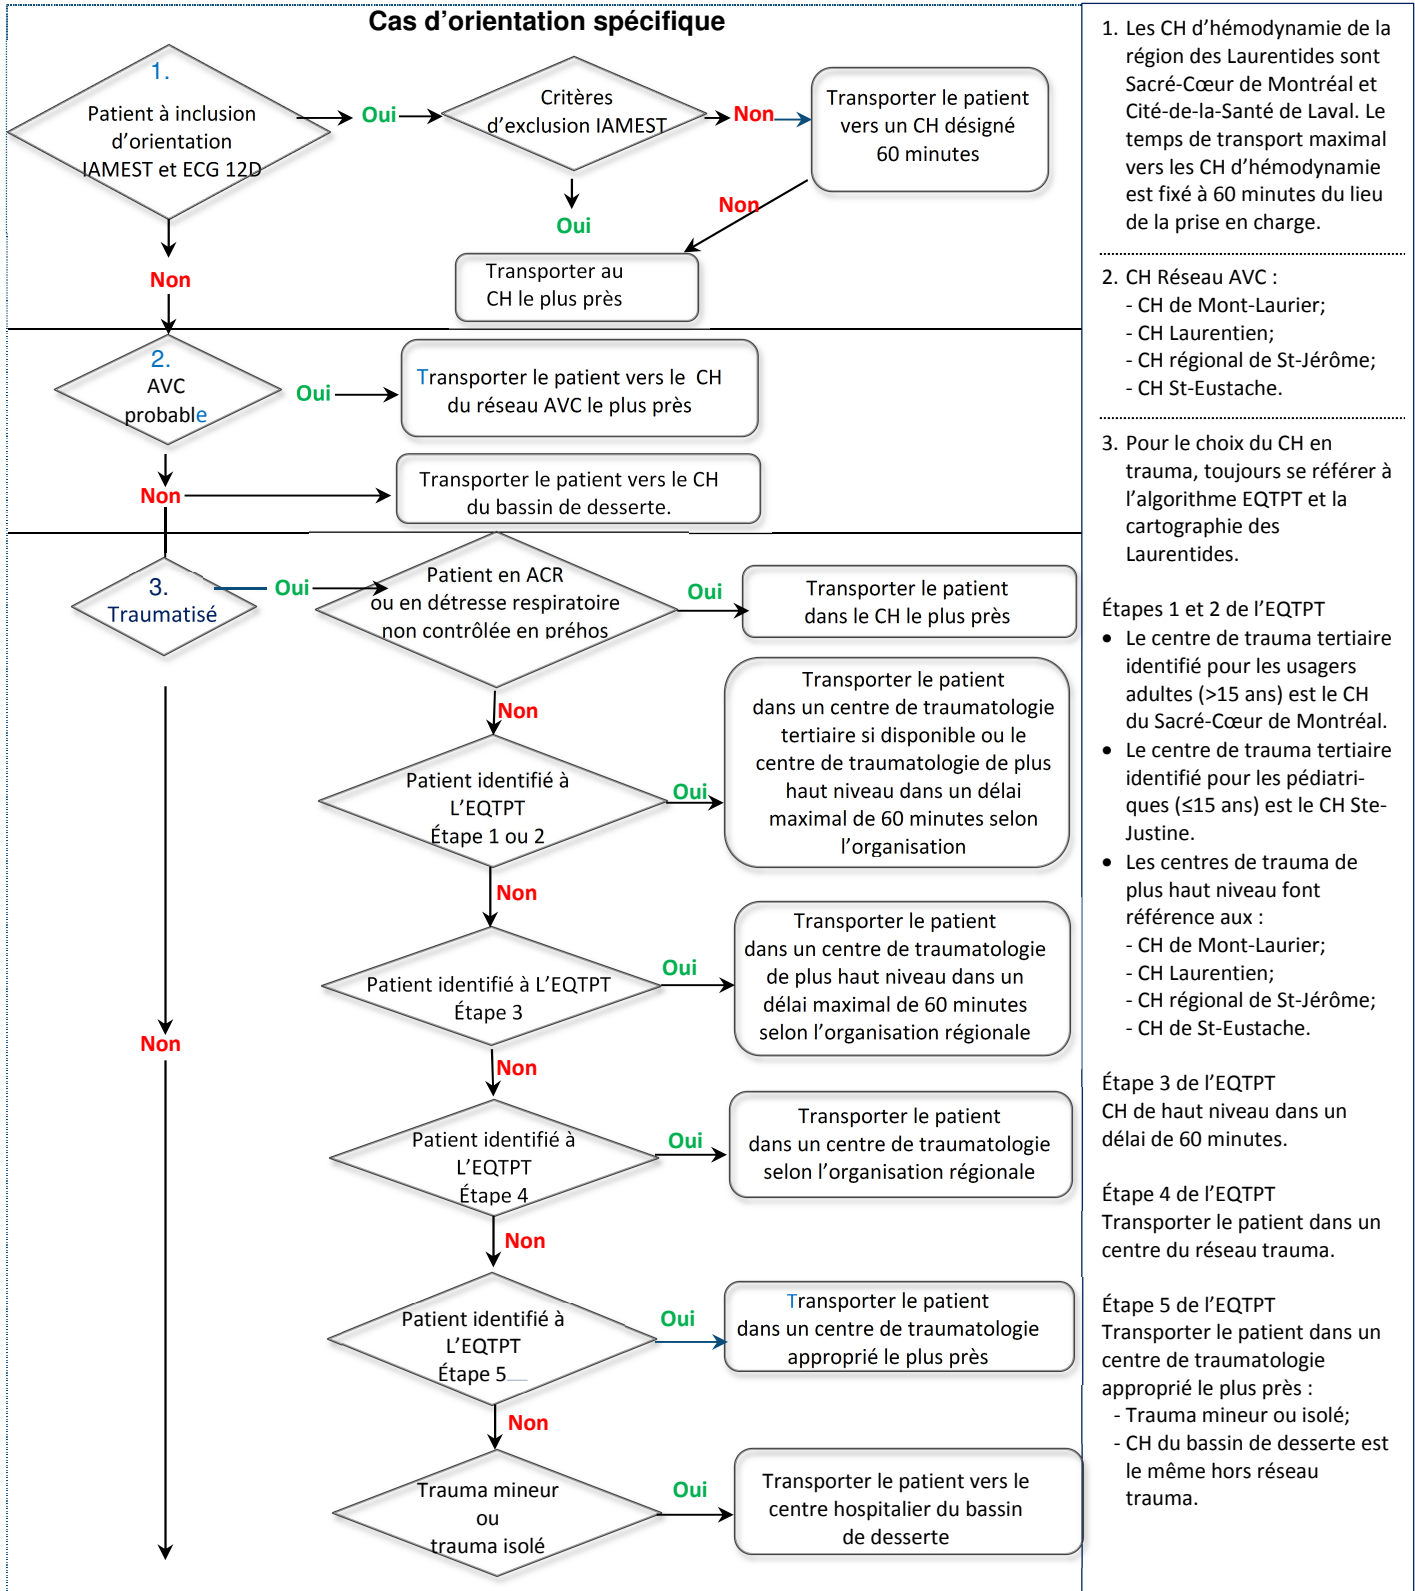 Cas d'orientation spécifique
1.
Patient à inclusion
d'orientation
IAMEST et ECG 12D
Oui
Critères
d'exclusion IAMEST
Non
Transporter le patient
vers un CH désigné
60 minutes
Oui
Non
Transporter au
CH le plus près
Non
2.
AVC
probable
Oui
Transporter le patient vers le CH
du réseau AVC le plus près
Non
Transporter le patient vers le CH
du bassin de desserte.
3.
Traumatisé
Oui
Patient en ACR
ou en détresse respiratoire
non contrôlée en préhos
Oui
Transporter le patient
dans le CH le plus près
Non
Patient identifié à
L'EQTPT
Étape 1 ou 2
Oui
Transporter le patient
dans un centre de traumatologie
tertiaire si disponible ou le
centre de traumatologie de plus
haut niveau dans un délai
maximal de 60 minutes selon
l'organisation
Non
Patient identifié à L'EQTPT
Étape 3
Oui
Transporter le patient
dans un centre de traumatologie
de plus haut niveau dans un
délai maximal de 60 minutes
selon l'organisation régionale
Non
Non
Patient identifié à
L'EQTPT
Étape 4
Oui
Transporter le patient
dans un centre de traumatologie
selon l'organisation régionale
Non
Patient identifié à
L'EQTPT
Étape 5
Oui
Transporter le patient
dans un centre de traumatologie
approprié le plus près
Non
Trauma mineur
ou
trauma isolé
Oui
Transporter le patient vers le
centre hospitalier du bassin
de desserte
1. Les CH d'hémodynamie de la
région des Laurentides sont
Sacré-Cœur de Montréal et
Cité-de-la-Santé de Laval. Le
temps de transport maximal
vers les CH d'hémodynamie
est fixé à 60 minutes du lieu
de la prise en charge.
2. CH Réseau AVC :
- CH de Mont-Laurier;
- CH Laurentien;
- CH régional de St-Jérôme;
- CH St-Eustache.
3. Pour le choix du CH en
trauma, toujours se référer à
l'algorithme EQTPT et la
cartographie des
Laurentides.
Étapes 1 et 2 de l'EQTPT
• Le centre de trauma tertiaire
identifié pour les usagers
adultes (>15 ans) est le CH
du Sacré-Cœur de Montréal.
• Le centre de trauma tertiaire
identifié pour les pédiatri-
ques (≤15 ans) est le CH Ste-
Justine.
• Les centres de trauma de
plus haut niveau font
référence aux :
- CH de Mont-Laurier;
- CH Laurentien;
- CH régional de St-Jérôme;
- CH de St-Eustache.
Étape 3 de l'EQTPT
CH de haut niveau dans un
délai de 60 minutes.
Étape 4 de l'EQTPT
Transporter le patient dans un
centre du réseau trauma.
Étape 5 de l'EQTPT
Transporter le patient dans un
centre de traumatologie
approprié le plus près :
- Trauma mineur ou isolé;
- CH du bassin de desserte est
le même hors réseau
trauma.